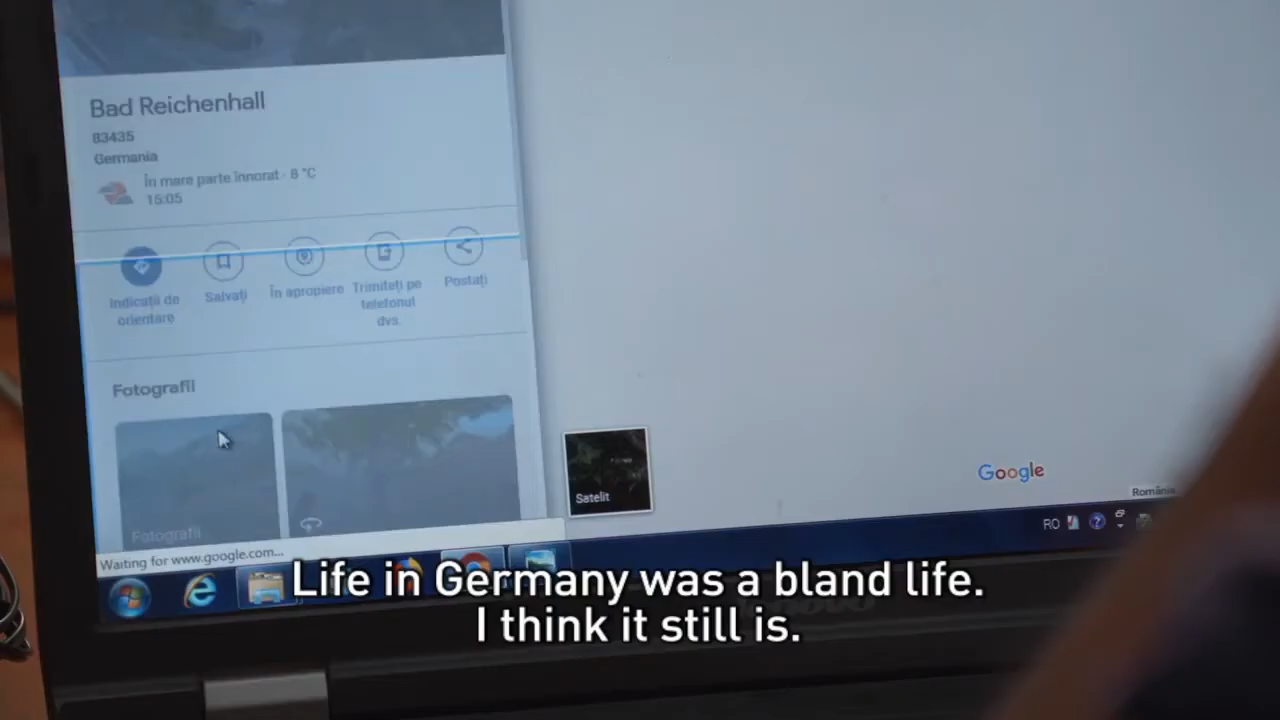 Bad Reichenhall
83435
Germania
În mare parte înnorat · 8 °C
15:05
Indicații de
orientare
Salvați
În apropiere
Trimiteți pe
telefonul
dvs.
Postați
Fotografii
Fotografii
Satelit
Google
România
Waiting for www.google.com...
RO
Life in Germany was a bland life.
I think it still is.